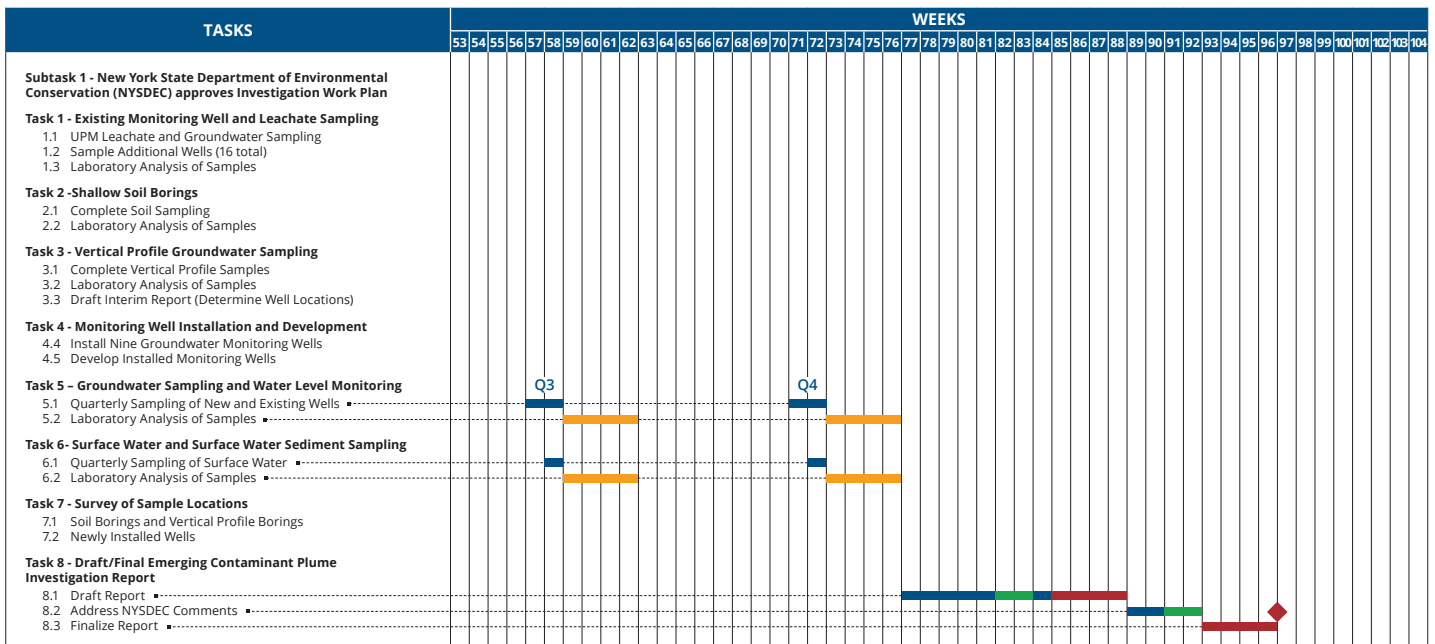 TASKS
WEEKS
53 54 55 56 57 58 59 60 61 62 63 64 65 66 67 68 69 70 71 72 73 74 75 76 77 78 79 80 81 82 83 84 85 86 87 88 89 90 91 92 93 94 95 96 97 98 99 100 101 102 103 104
Subtask 1 - New York State Department of Environmental
Conservation (NYSDEC) approves Investigation Work Plan
Task 1 - Existing Monitoring Well and Leachate Sampling
1.1 UPM Leachate and Groundwater Sampling
1.2 Sample Additional Wells (16 total)
1.3 Laboratory Analysis of Samples
Task 2 -Shallow Soil Borings
2.1 Complete Soil Sampling
2.2 Laboratory Analysis of Samples
Task 3 - Vertical Profile Groundwater Sampling
3.1 Complete Vertical Profile Samples
3.2 Laboratory Analysis of Samples
3.3 Draft Interim Report (Determine Well Locations)
Task 4 - Monitoring Well Installation and Development
4.4 Install Nine Groundwater Monitoring Wells
4.5 Develop Installed Monitoring Wells
Task 5 – Groundwater Sampling and Water Level Monitoring
Q3 Q4
5.1 Quarterly Sampling of New and Existing Wells
5.2 Laboratory Analysis of Samples
Task 6- Surface Water and Surface Water Sediment Sampling
6.1 Quarterly Sampling of Surface Water
6.2 Laboratory Analysis of Samples
Task 7 - Survey of Sample Locations
7.1 Soil Borings and Vertical Profile Borings
7.2 Newly Installed Wells
Task 8 - Draft/Final Emerging Contaminant Plume
Investigation Report
8.1 Draft Report
8.2 Address NYSDEC Comments
8.3 Finalize Report